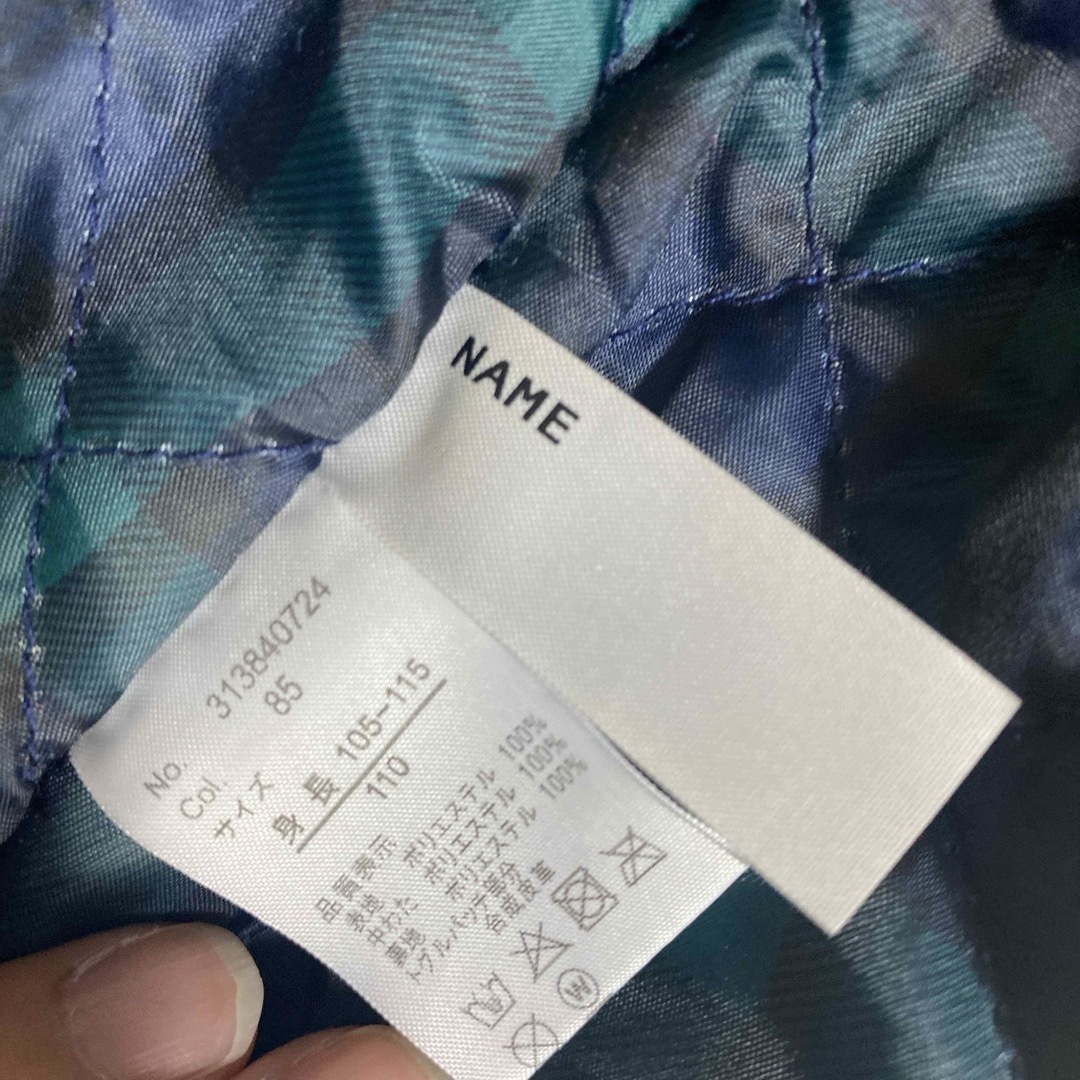 NAME
No. 313840724
Col. 85
サイズ
身長 105~115
110
品質表示
表地 ポリエステル 100%
中わた ポリエステル 100%
裏地 ポリエステル 100%
トグルパッチ部分
合成皮革